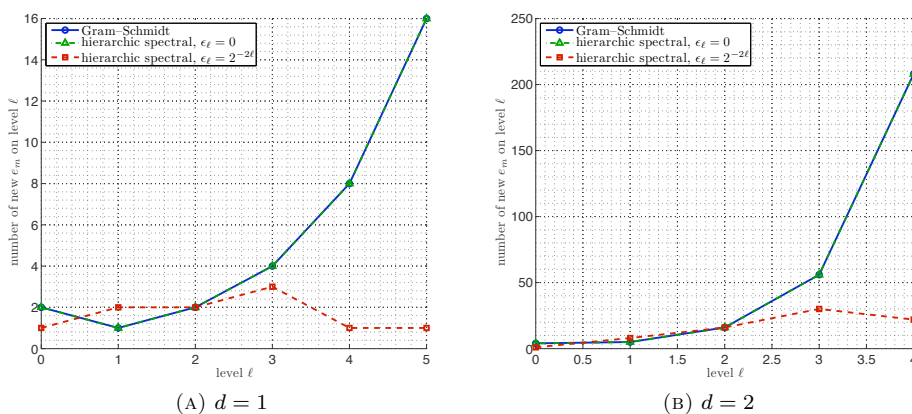 16
14
12
10
8
6
4
2
0
0 1 2 3 4 5
number of new e_m on level ℓ
level ℓ
Gram–Schmidt
hierarchic spectral, ϵ_ℓ = 0
hierarchic spectral, ϵ_ℓ = 2^{−2ℓ}
(A) d = 1
250
200
150
100
50
0
0 0.5 1 1.5 2 2.5 3 3.5 4
number of new e_m on level ℓ
level ℓ
Gram–Schmidt
hierarchic spectral, ϵ_ℓ = 0
hierarchic spectral, ϵ_ℓ = 2^{−2ℓ}
(B) d = 2